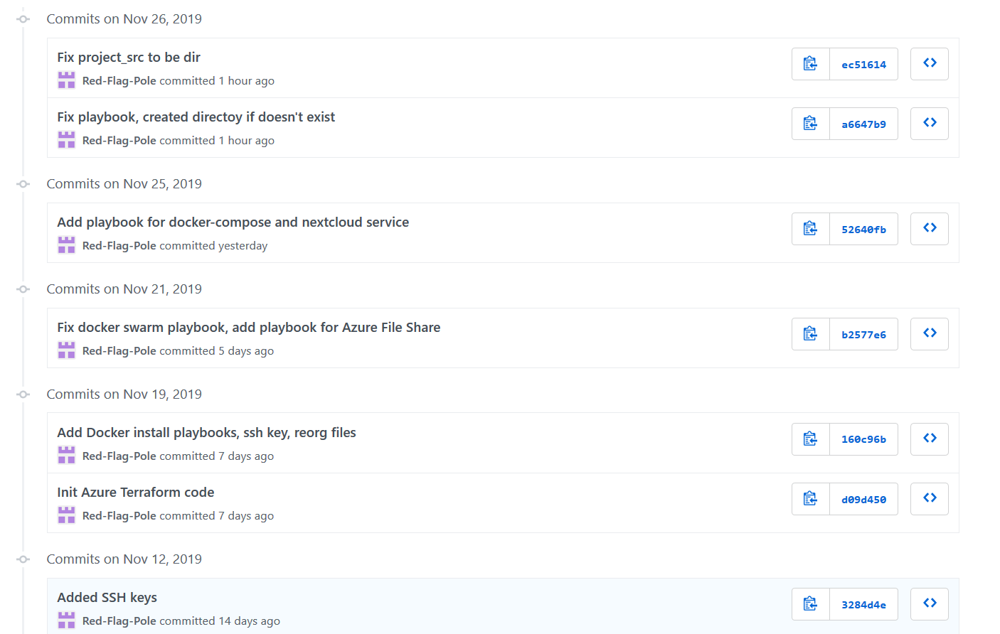 Commits on Nov 26, 2019
Fix project_src to be dir
ec51614
Red-Flag-Pole committed 1 hour ago
Fix playbook, created directoy if doesn't exist
a6647b9
Red-Flag-Pole committed 1 hour ago
Commits on Nov 25, 2019
Add playbook for docker-compose and nextcloud service
52640fb
Red-Flag-Pole committed yesterday
Commits on Nov 21, 2019
Fix docker swarm playbook, add playbook for Azure File Share
b2577e6
Red-Flag-Pole committed 5 days ago
Commits on Nov 19, 2019
Add Docker install playbooks, ssh key, reorg files
160c96b
Red-Flag-Pole committed 7 days ago
Init Azure Terraform code
d09d450
Red-Flag-Pole committed 7 days ago
Commits on Nov 12, 2019
Added SSH keys
3284d4e
Red-Flag-Pole committed 14 days ago